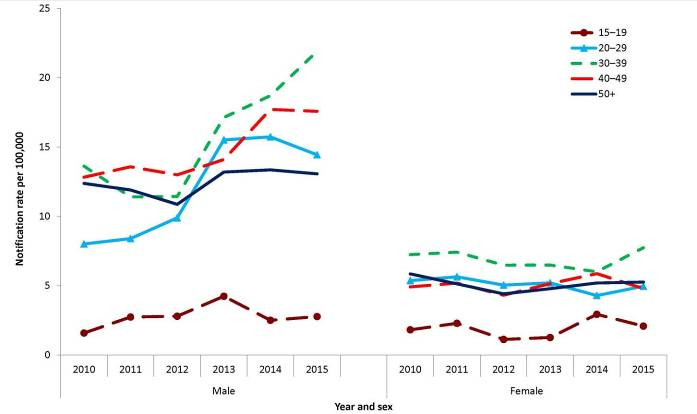 25
20
15
10
5
0
Notification rate per 100,000
15–19
20–29
30–39
40–49
50+
2010 2011 2012 2013 2014 2015 2010 2011 2012 2013 2014 2015
Male Female
Year and sex